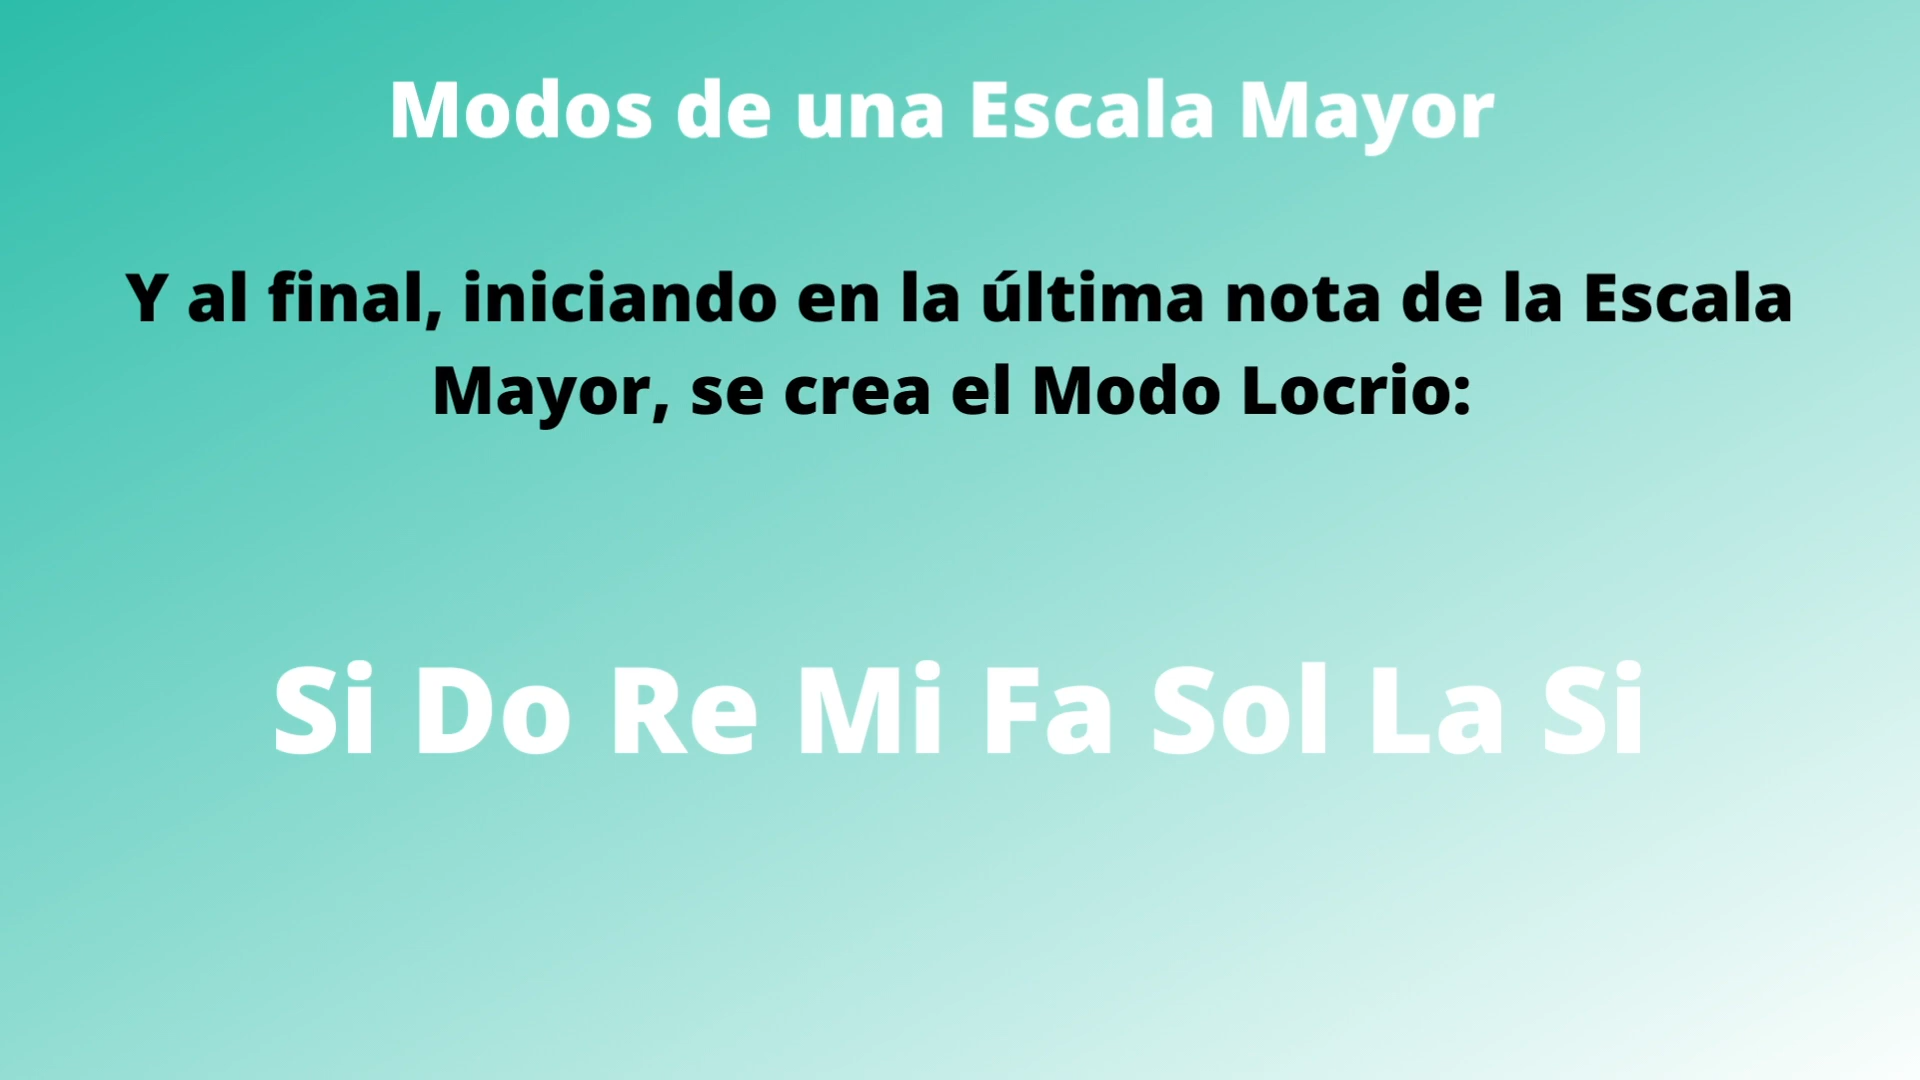 Modos de una Escala Mayor
Y al final, iniciando en la última nota de la Escala
Mayor, se crea el Modo Locrio:
Si Do Re Mi Fa Sol La Si